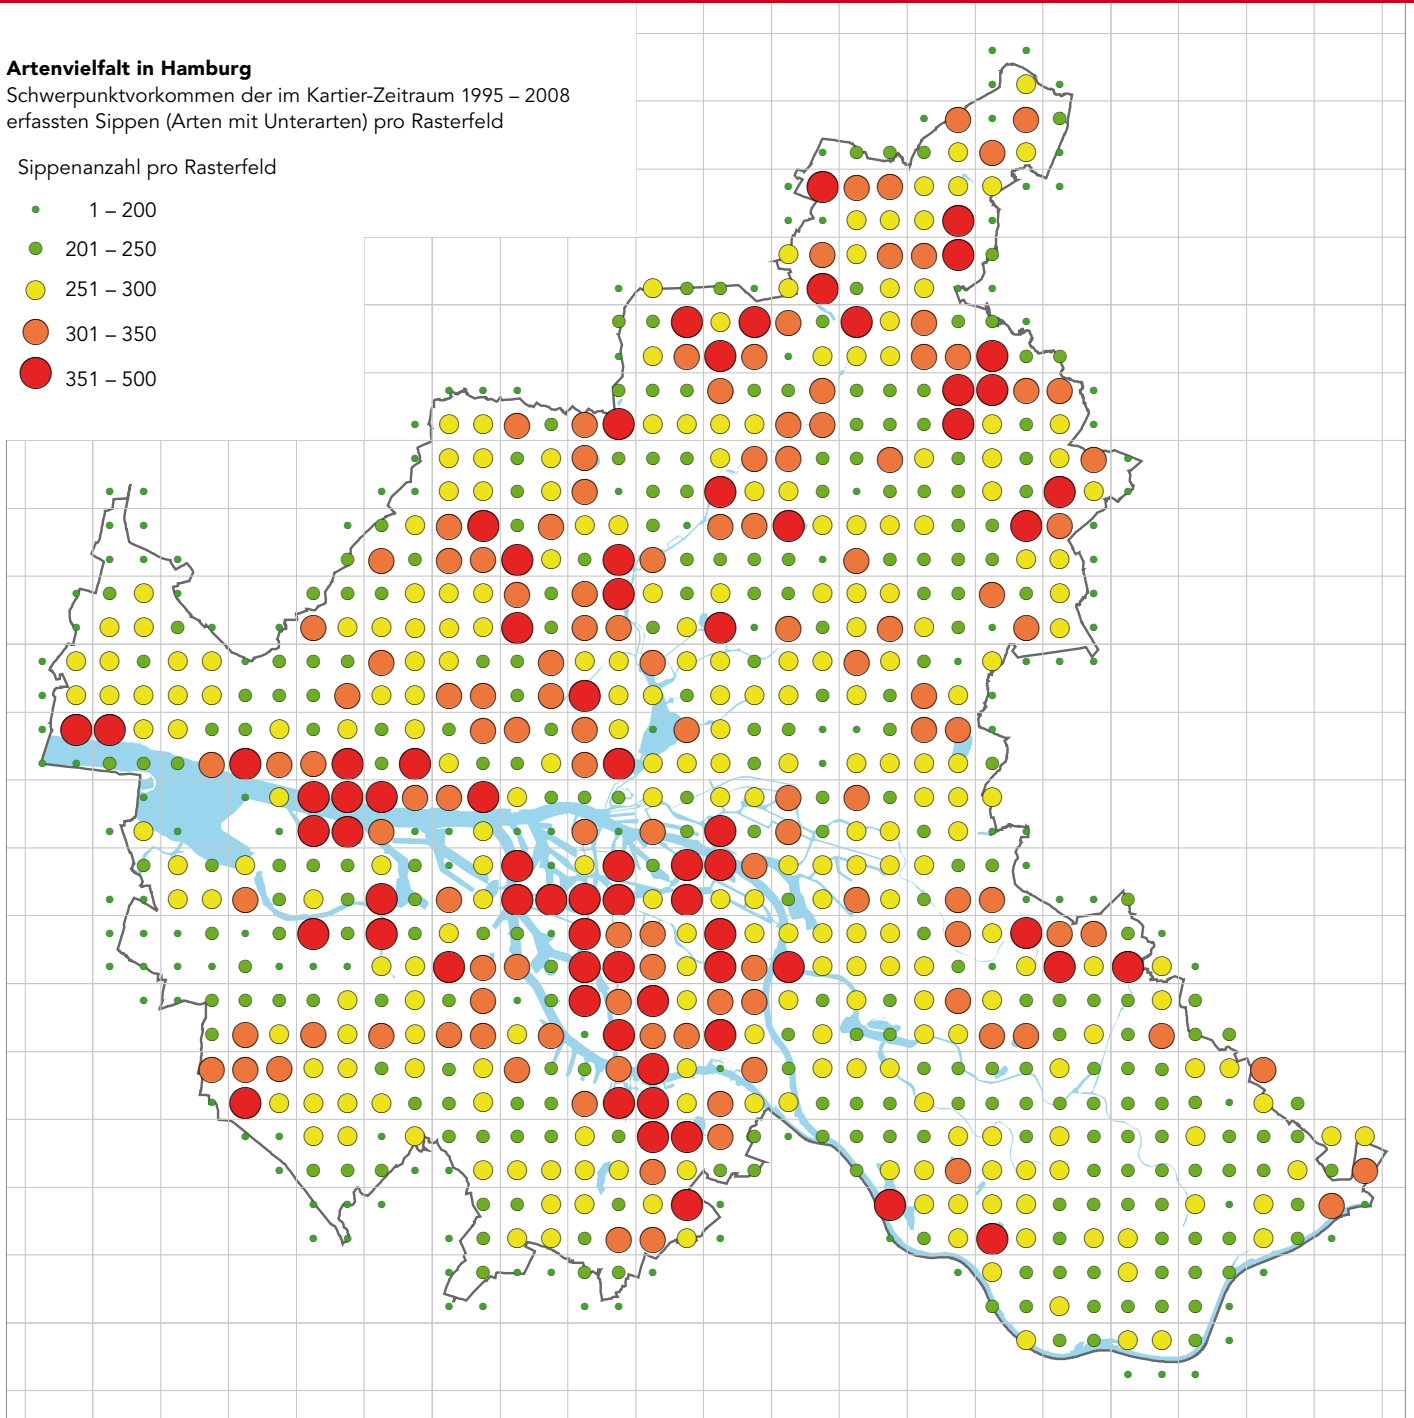 Artenvielfalt in Hamburg
Schwerpunktvorkommen der im Kartier-Zeitraum 1995 – 2008
erfassten Sippen (Arten mit Unterarten) pro Rasterfeld
Sippenanzahl pro Rasterfeld
1 – 200
201 – 250
251 – 300
301 – 350
351 – 500